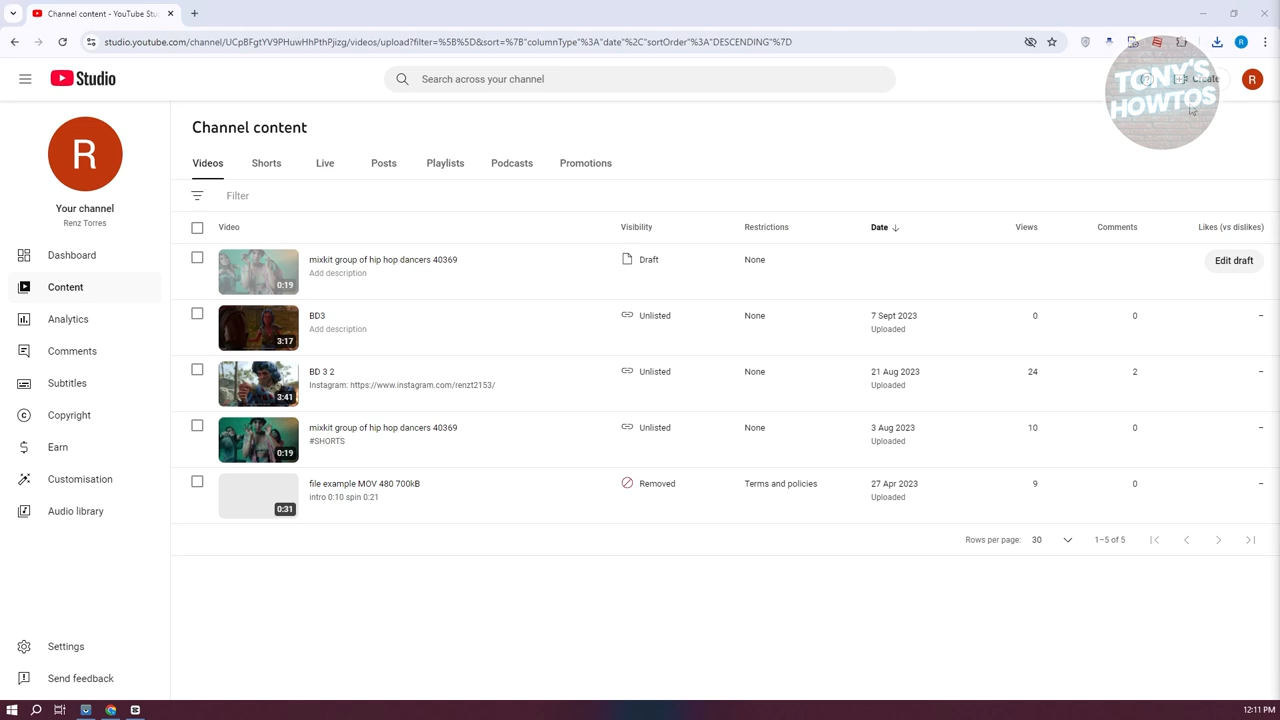 Channel content - YouTube Stu
studio.youtube.com/channel/UCpBFgtYV9PHuwHhPthPjizg/videos/upload?filter=%5B%5D&sort=%7B"columnType"%3A"date"%2C"sortOrder"%3A"DESCENDING"%7D
R
Studio
Search across your channel
Create
R
TONY'S
HOWTOS
R
Your channel
Renz Torres
Dashboard
Content
Analytics
Comments
Subtitles
Copyright
Earn
Customisation
Audio library
Settings
Send feedback
Channel content
Videos Shorts Live Posts Playlists Podcasts Promotions
Filter
Video Visibility Restrictions Date Views Comments Likes (vs dislikes)
mixkit group of hip hop dancers 40369 Draft None Edit draft
Add description
0:19
BD3 Unlisted None 7 Sept 2023 0 0 –
Add description Uploaded
3:17
BD 3 2 Unlisted None 21 Aug 2023 24 2 –
Instagram: https://www.instagram.com/renzt2153/ Uploaded
3:41
mixkit group of hip hop dancers 40369 Unlisted None 3 Aug 2023 10 0 –
#SHORTS Uploaded
0:19
file example MOV 480 700kB Removed Terms and policies 27 Apr 2023 9 0 –
intro 0:10 spin 0:21 Uploaded
0:31
Rows per page: 30 1–5 of 5
12:11 PM